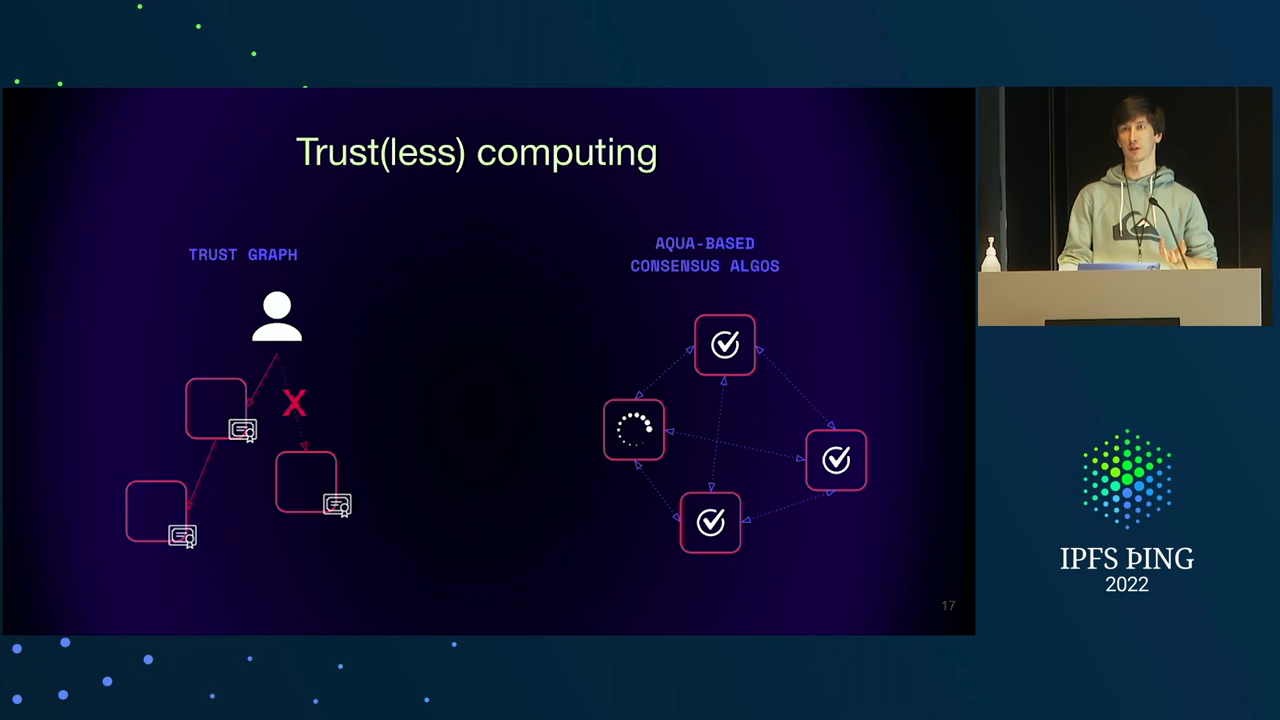 Trust(less) computing
TRUST GRAPH
X
AQUA-BASED
CONSENSUS ALGOS
17
IPFS ÞING
2022